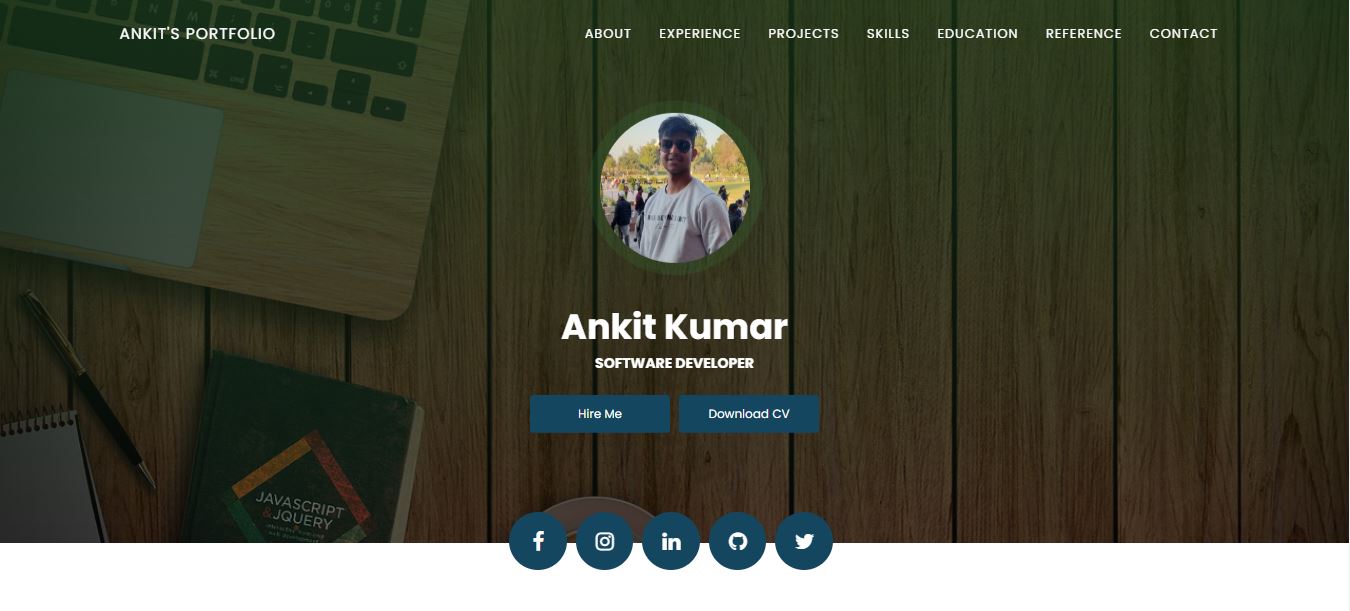 ANKIT'S PORTFOLIO
ABOUT EXPERIENCE PROJECTS SKILLS EDUCATION REFERENCE CONTACT
Ankit Kumar
SOFTWARE DEVELOPER
Hire Me
Download CV
JAVASCRIPT
&JQUERY